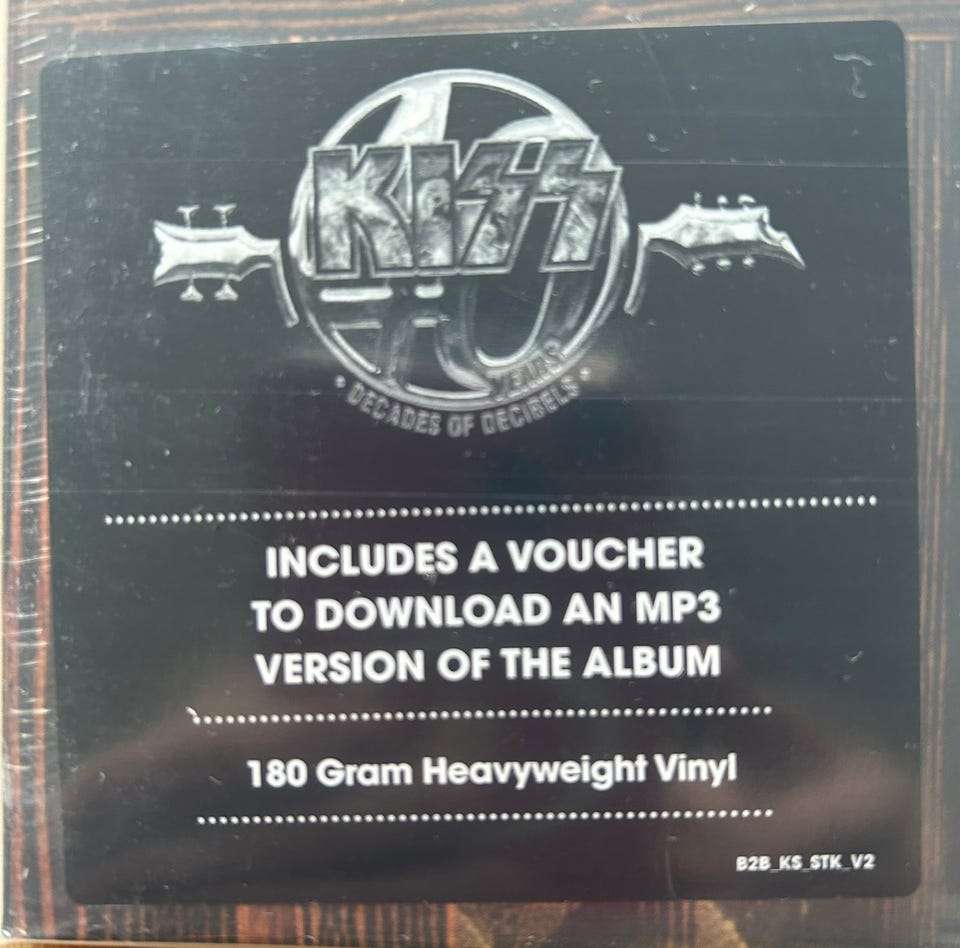 40
KISS
YEARS
• DECADES OF DECIBELS •
INCLUDES A VOUCHER
TO DOWNLOAD AN MP3
VERSION OF THE ALBUM
180 Gram Heavyweight Vinyl
B2B_KS_STK_V2